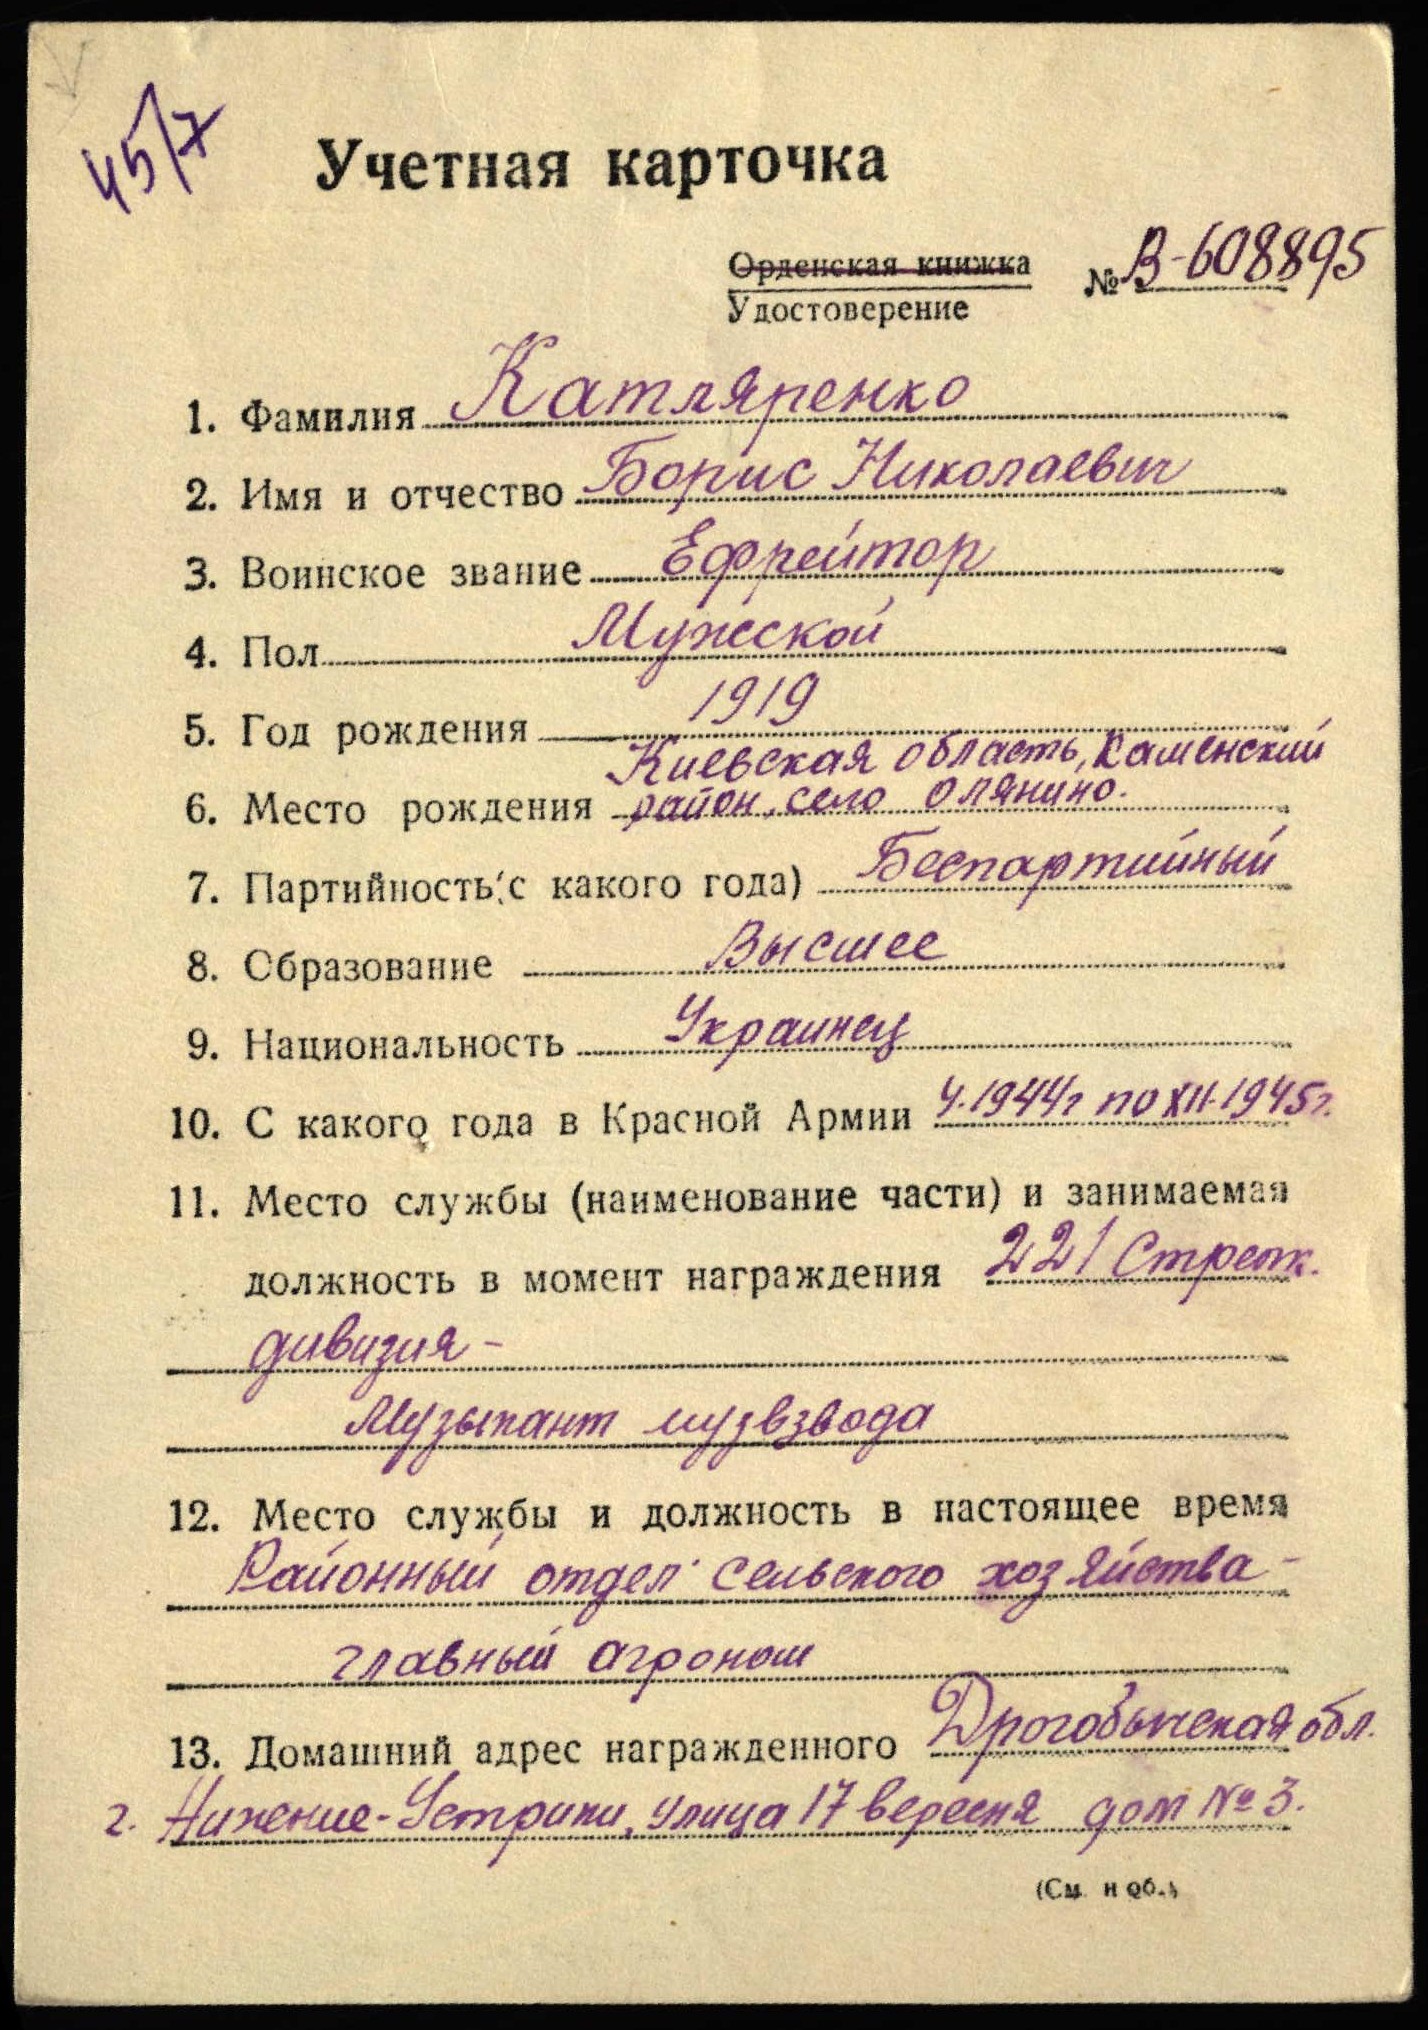 45/7
Учетная карточка
Орденская книжка
Удостоверение
№ В-608895
1. Фамилия Катляренко
2. Имя и отчество Борис Николаевич
3. Воинское звание Ефрейтор
4. Пол Мужской
5. Год рождения 1919
Киевская область, Каменский
6. Место рождения район, село Олянино.
7. Партийность (с какого года) Беспартийный
8. Образование Высшее
9. Национальность Украинец
10. С какого года в Красной Армии 4.1944г по XII.1945г.
11. Место службы (наименование части) и занимаемая
должность в момент награждения 221 Стрелк.
дивизия –
Музыкант музвзвода
12. Место службы и должность в настоящее время
Районный отдел сельского хозяйства –
главный агроном
13. Домашний адрес награжденного Дрогобычская обл.
г. Нижние-Устрики, улица 17 вересня дом № 3.
(См. н об.)